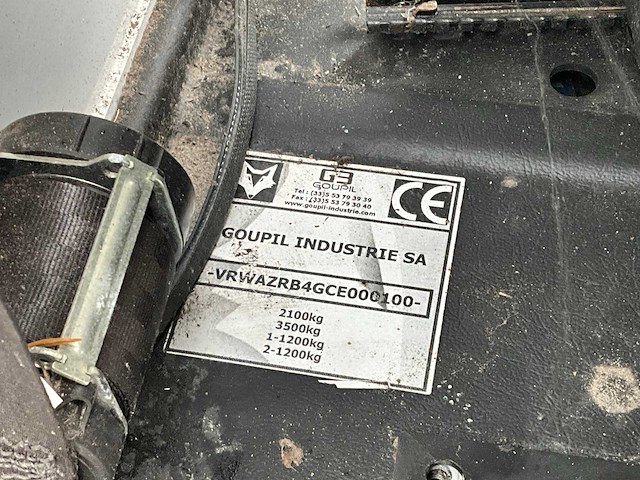 G3
GOUPIL
Tel : (33)5 53 79 39 39
Fax : (33)5 53 79 30 40
www.goupil-industrie.com
CE
GOUPIL INDUSTRIE SA
-VRWAZRB4GCE000100-
2100kg
3500kg
1-1200kg
2-1200kg